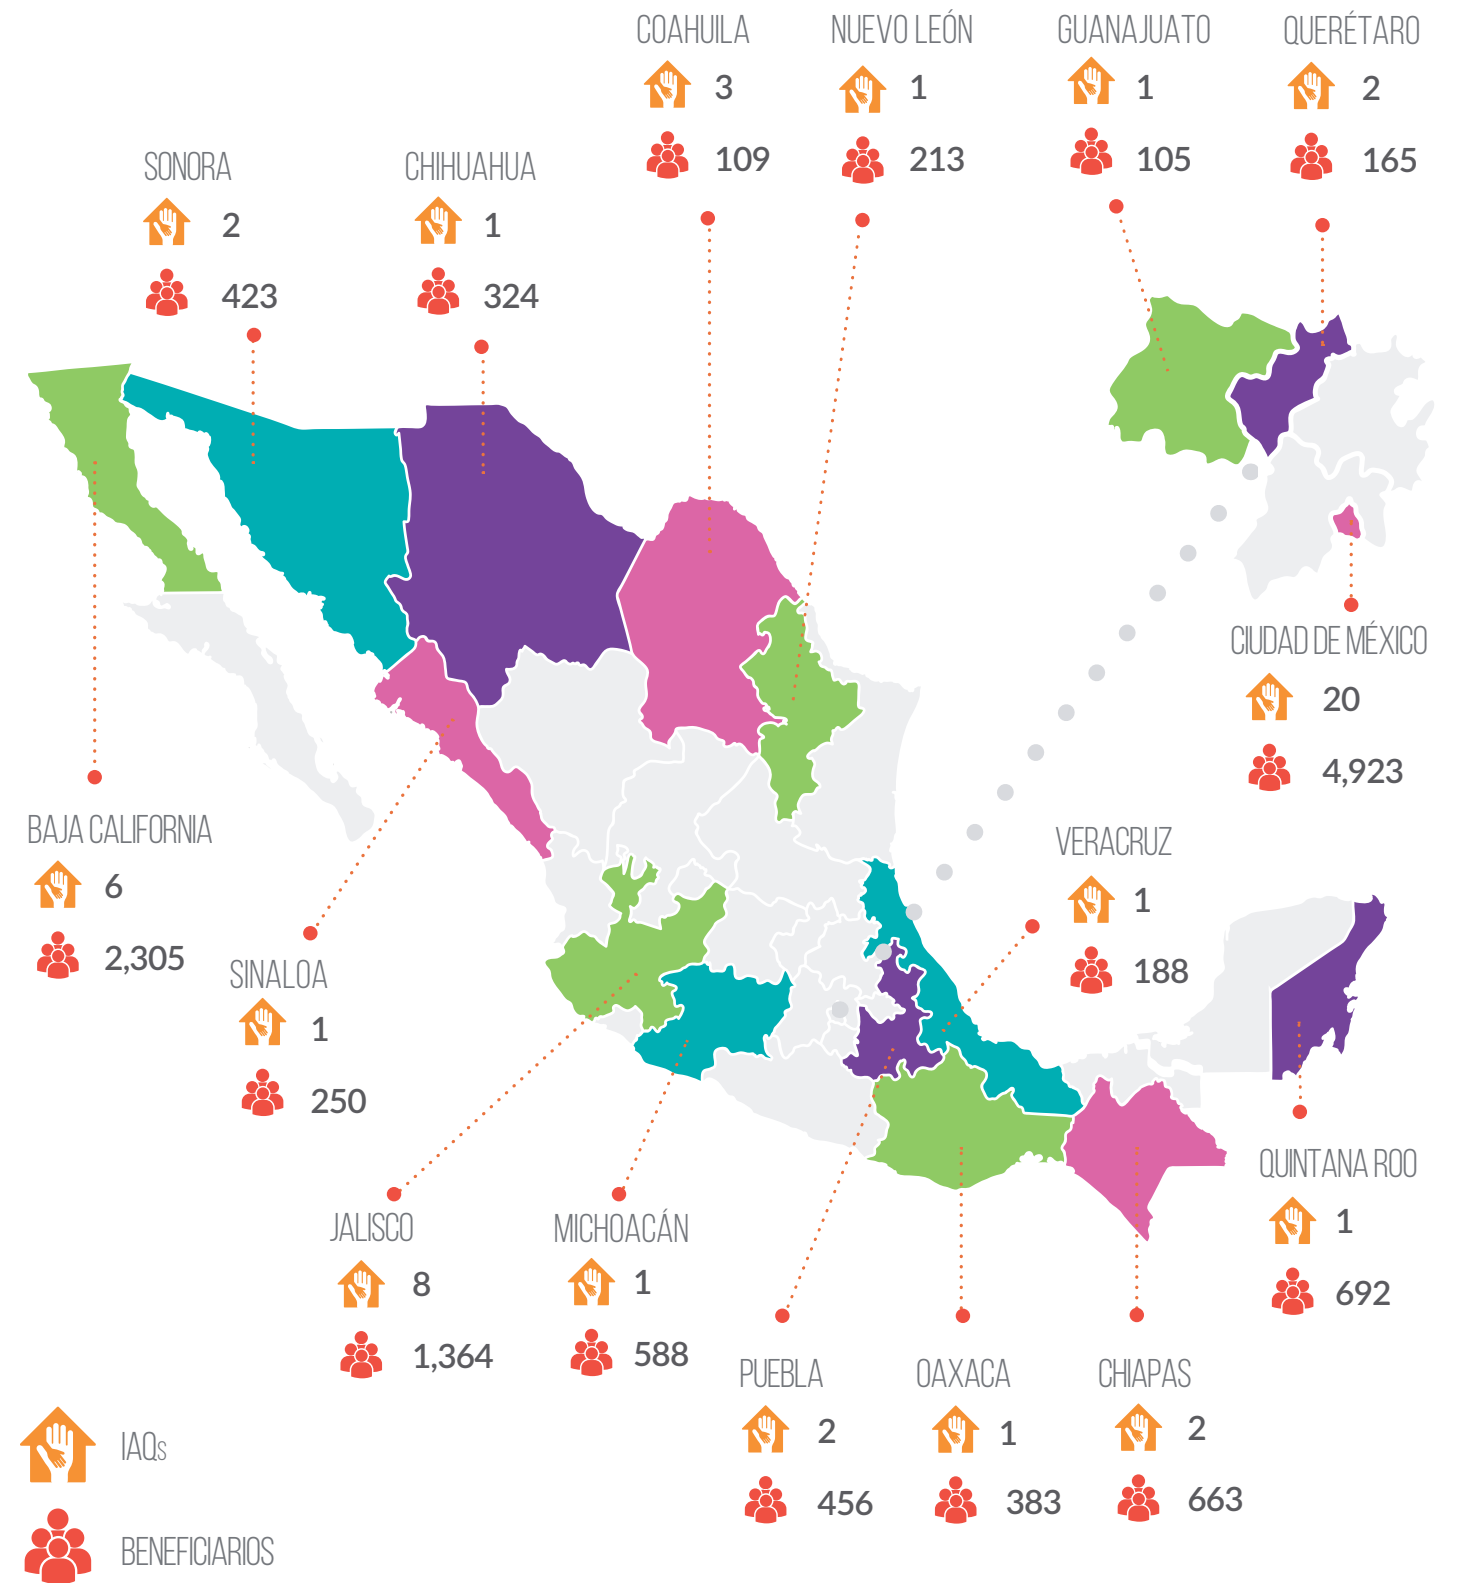 COAHUILA
3
109
NUEVO LEÓN
1
213
GUANAJUATO
1
105
QUERÉTARO
2
165
SONORA
2
423
CHIHUAHUA
1
324
CIUDAD DE MÉXICO
20
4,923
BAJA CALIFORNIA
6
2,305
VERACRUZ
1
188
SINALOA
1
250
QUINTANA ROO
1
692
JALISCO
8
1,364
MICHOACÁN
1
588
PUEBLA
2
456
OAXACA
1
383
CHIAPAS
2
663
IAQs
BENEFICIARIOS